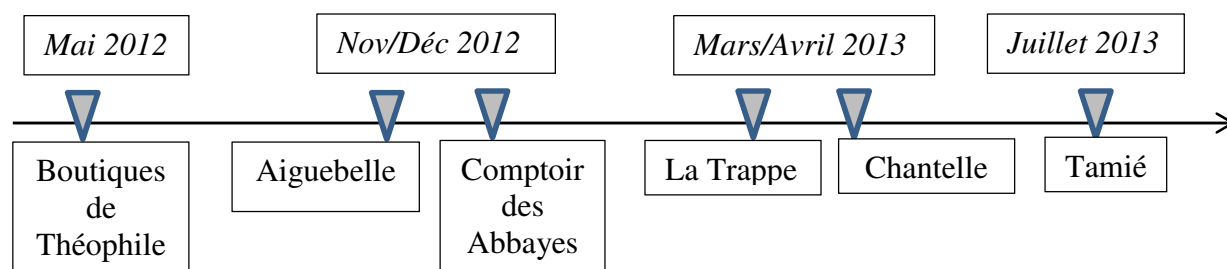 Mai 2012
Nov/Déc 2012
Mars/Avril 2013
Juillet 2013
Boutiques
de
Théophile
Aiguebelle
Comptoir
des
Abbayes
La Trappe
Chantelle
Tamié